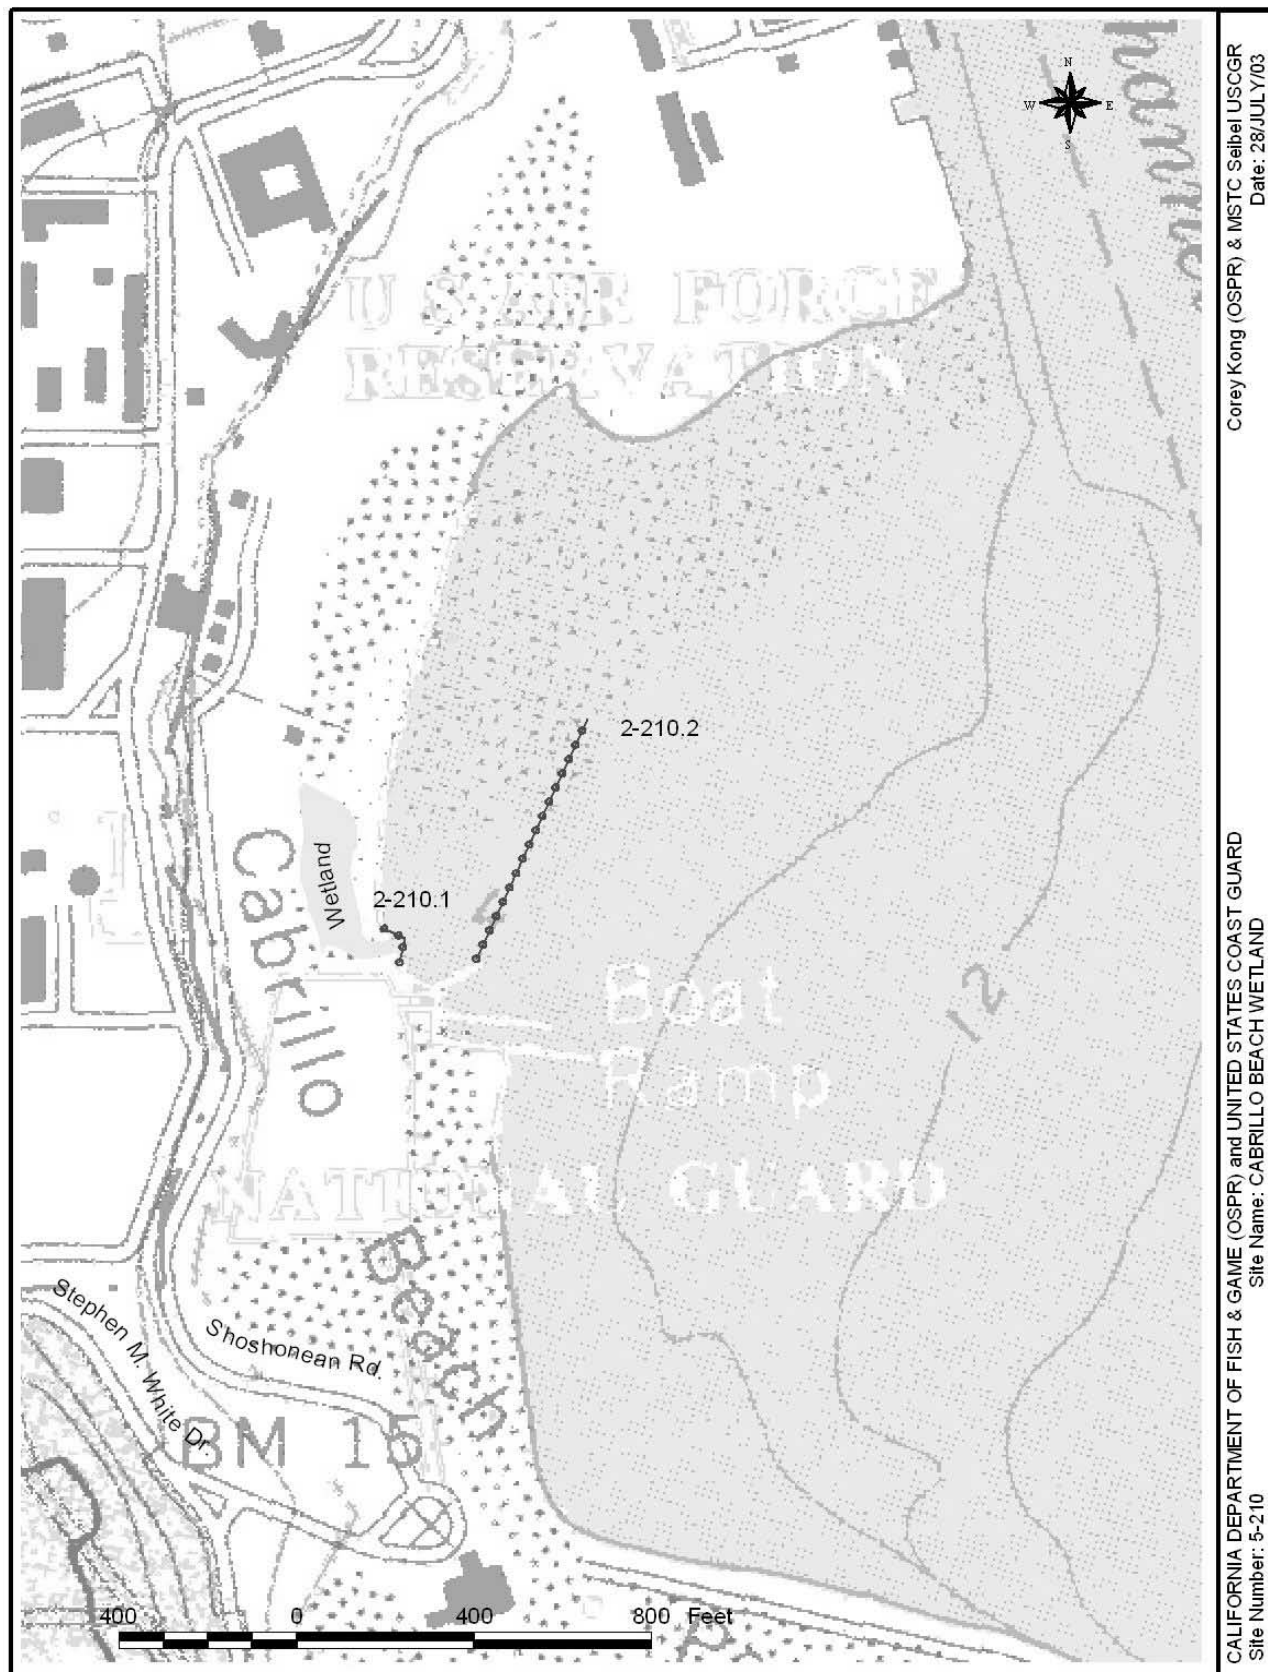 hanne
N
W E
S
U S AIR FORCE
RESERVATION
2-210.2
Wetland
2-210.1
Cabrillo
Beach
Boat
Ramp
12
NATIONAL GUARD
Stephen M. White Dr.
Shoshonean Rd.
BM 15
400 0 400 800 Feet
CALIFORNIA DEPARTMENT OF FISH & GAME (OSPR) and UNITED STATES COAST GUARD
Corey Kong (OSPR) & MSTC Seibel USCGR
Site Number: 5-210
Site Name: CABRILLO BEACH WETLAND
Date: 28/JULY/03